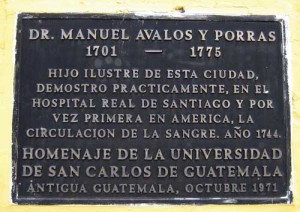 DR. MANUEL AVALOS Y PORRAS
1701 — 1775
HIJO ILUSTRE DE ESTA CIUDAD,
DEMOSTRO PRACTICAMENTE, EN EL
HOSPITAL REAL DE SANTIAGO Y POR
VEZ PRIMERA EN AMERICA, LA
CIRCULACION DE LA SANGRE. AÑO 1744.
HOMENAJE DE LA UNIVERSIDAD
DE SAN CARLOS DE GUATEMALA
ANTIGUA GUATEMALA, OCTUBRE 1971